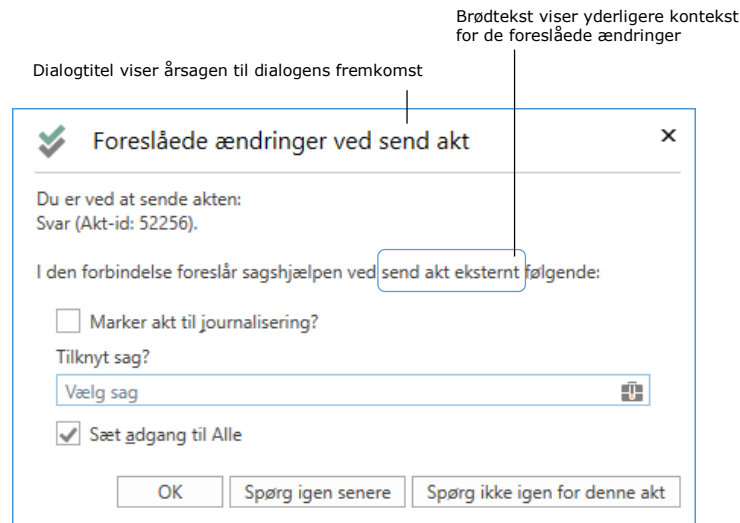 Brødtekst viser yderligere kontekst
for de foreslåede ændringer
Dialogtitel viser årsagen til dialogens fremkomst
Foreslåede ændringer ved send akt
Du er ved at sende akten:
Svar (Akt-id: 52256).
I den forbindelse foreslår sagshjælpen ved send akt eksternt følgende:
Marker akt til journalisering?
Tilknyt sag?
Vælg sag
Sæt adgang til Alle
OK
Spørg igen senere
Spørg ikke igen for denne akt